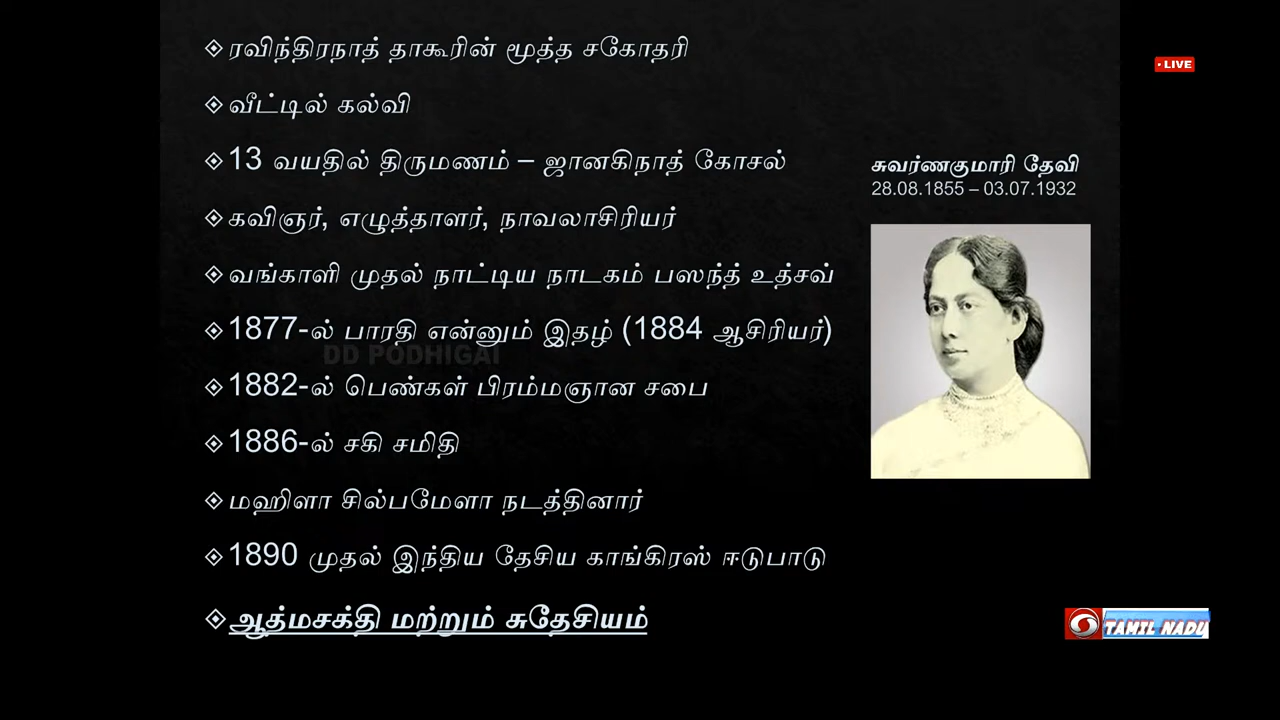 ரவிந்திரநாத் தாகூரின் மூத்த சகோதரி
வீட்டில் கல்வி
13 வயதில் திருமணம் – ஜானகிநாத் கோசல்
கவிஞர், எழுத்தாளர், நாவலாசிரியர்
வங்காளி முதல் நாட்டிய நாடகம் பஸந்த் உத்சவ்
1877-ல் பாரதி என்னும் இதழ் (1884 ஆசிரியர்)
DD PODHIGAI
1882-ல் பெண்கள் பிரம்மஞான சபை
1886-ல் சகி சமிதி
மஹிளா சில்பமேளா நடத்தினார்
1890 முதல் இந்திய தேசிய காங்கிரஸ் ஈடுபாடு
ஆத்மசக்தி மற்றும் சுதேசியம்
LIVE
சுவர்ணகுமாரி தேவி
28.08.1855 – 03.07.1932
TAMIL NADU